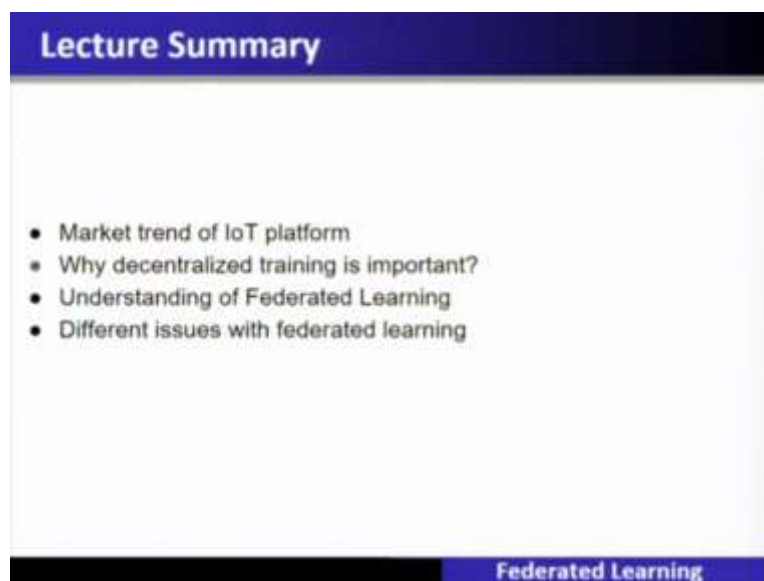 Lecture Summary
● Market trend of IoT platform
● Why decentralized training is important?
● Understanding of Federated Learning
● Different issues with federated learning
Federated Learning